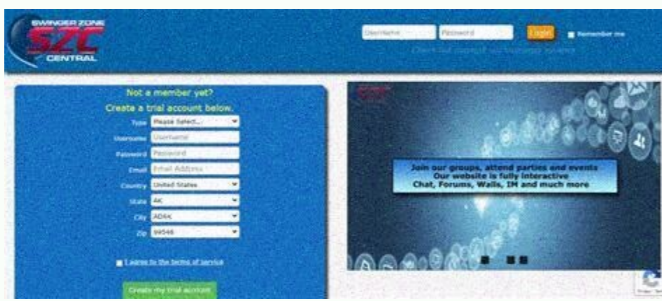 SWINGER ZONE
SZC
CENTRAL
Username
Password
Login
Remember me
Not a member yet?
Create a trial account below.
Type
Please Select...
Username
Username
Password
Password
Email
Email Address
Country
United States
State
AK
City
ADAK
Zip
99546
I agree to the terms of service
Create my trial account
SZC
Join our groups, attend parties and events
Our website is fully interactive
Chat, Forums, Walls, IM and much more